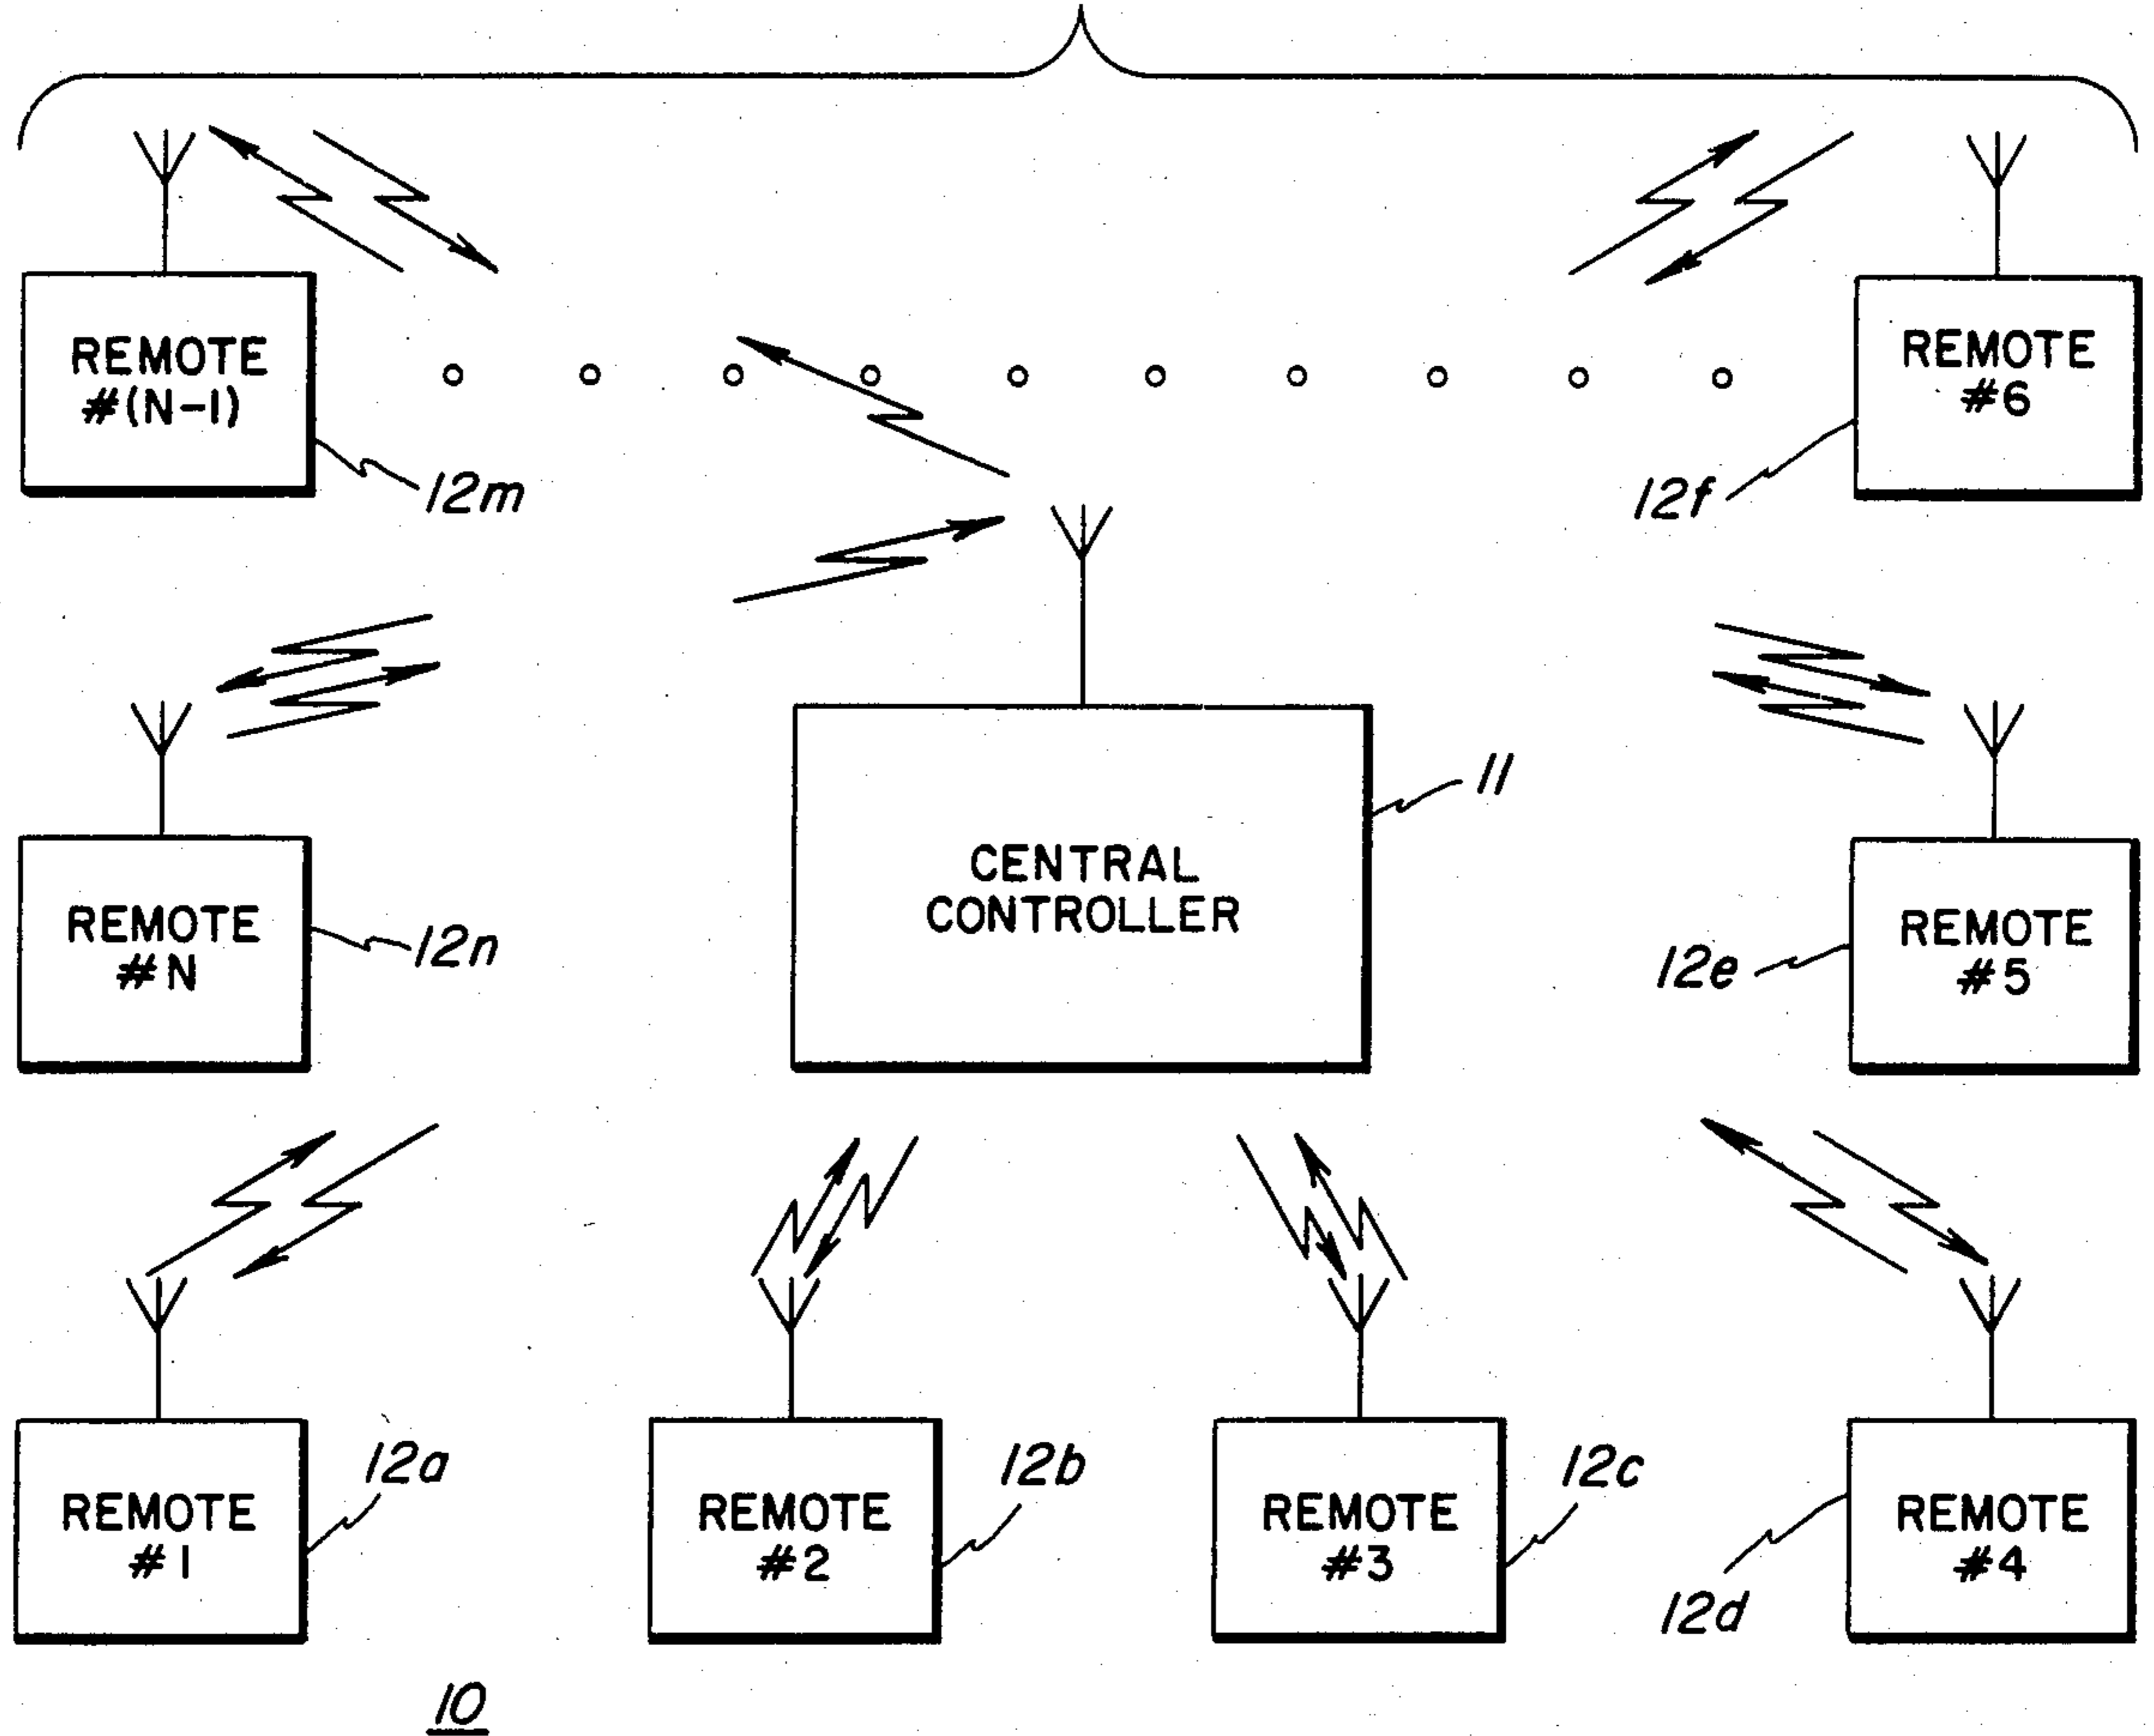 REMOTE
#(N-1)
12m
REMOTE
#6
12f
REMOTE
#N
12n
CENTRAL
CONTROLLER
11
REMOTE
#5
12e
REMOTE
#1
12a
REMOTE
#2
12b
REMOTE
#3
12c
REMOTE
#4
12d
10